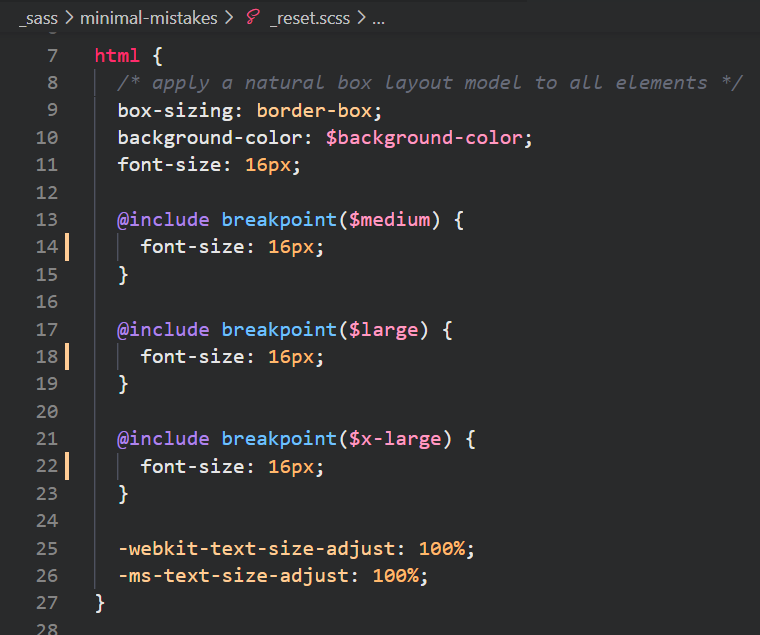 _sass > minimal-mistakes > _reset.scss > ...
7 html {
8   /* apply a natural box layout model to all elements */
9   box-sizing: border-box;
10   background-color: $background-color;
11   font-size: 16px;
12
13   @include breakpoint($medium) {
14     font-size: 16px;
15   }
16
17   @include breakpoint($large) {
18     font-size: 16px;
19   }
20
21   @include breakpoint($x-large) {
22     font-size: 16px;
23   }
24
25   -webkit-text-size-adjust: 100%;
26   -ms-text-size-adjust: 100%;
27 }
28